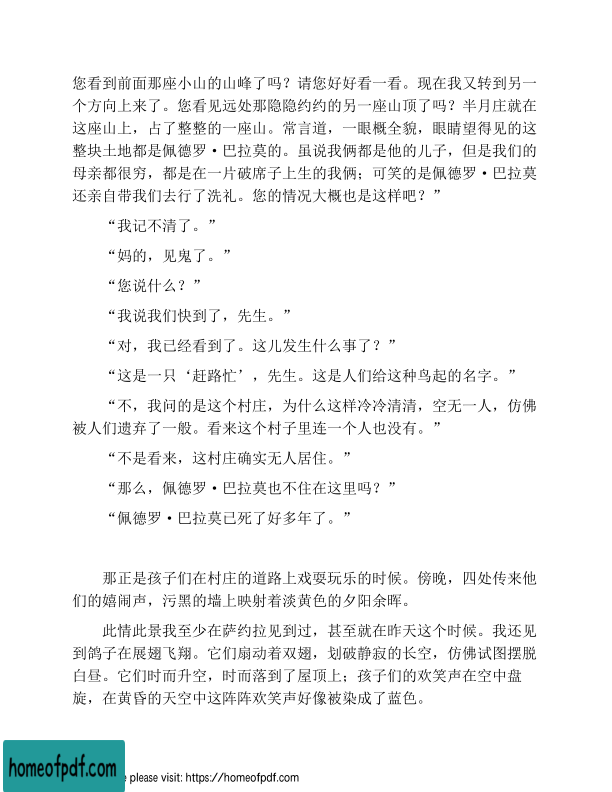 您看到前面那座小山的山峰了吗？请您好好看一看。现在我又转到另一
个方向上来了。您看见远处那隐隐约约的另一座山顶了吗？半月庄就在
这座山上，占了整整的一座山。常言道，一眼概全貌，眼睛望得见的这
整块土地都是佩德罗·巴拉莫的。虽说我俩都是他的儿子，但是我们的
母亲都很穷，都是在一片破席子上生的我俩；可笑的是佩德罗·巴拉莫
还亲自带我们去行了洗礼。您的情况大概也是这样吧？”
“我记不清了。”
“妈的，见鬼了。”
“您说什么？”
“我说我们快到了，先生。”
“对，我已经看到了。这儿发生什么事了？”
“这是一只‘赶路忙’，先生。这是人们给这种鸟起的名字。”
“不，我问的是这个村庄，为什么这样冷冷清清，空无一人，仿佛
被人们遗弃了一般。看来这个村子里连一个人也没有。”
“不是看来，这村庄确实无人居住。”
“那么，佩德罗·巴拉莫也不住在这里吗？”
“佩德罗·巴拉莫已死了好多年了。”
那正是孩子们在村庄的道路上戏耍玩乐的时候。傍晚，四处传来他
们的嬉闹声，污黑的墙上映射着淡黄色的夕阳余晖。
此情此景我至少在萨约拉见到过，甚至就在昨天这个时候。我还见
到鸽子在展翅飞翔。它们扇动着双翅，划破静寂的长空，仿佛试图摆脱
白昼。它们时而升空，时而落到了屋顶上；孩子们的欢笑声在空中盘
旋，在黄昏的天空中这阵阵欢笑声好像被染成了蓝色。
homeofpdf.com
e please visit: https://homeofpdf.com